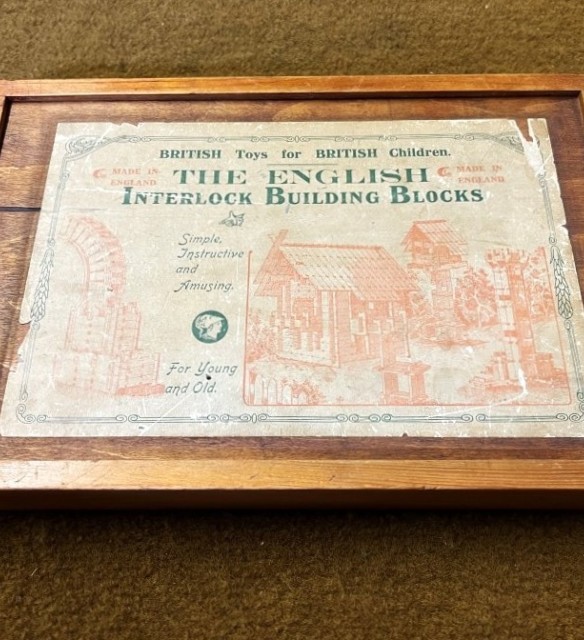 BRITISH Toys for BRITISH Children.
MADE IN
ENGLAND
THE ENGLISH
MADE IN
ENGLAND
INTERLOCK BUILDING BLOCKS
Simple,
Instructive
and
Amusing.
For Young
and Old.